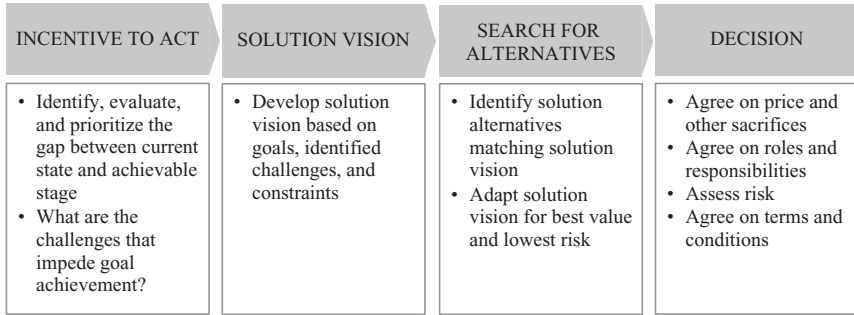 INCENTIVE TO ACT
SOLUTION VISION
SEARCH FOR
ALTERNATIVES
DECISION
• Identify, evaluate,
and prioritize the
gap between current
state and achievable
stage
• What are the
challenges that
impede goal
achievement?
• Develop solution
vision based on
goals, identified
challenges, and
constraints
• Identify solution
alternatives
matching solution
vision
• Adapt solution
vision for best value
and lowest risk
• Agree on price and
other sacrifices
• Agree on roles and
responsibilities
• Assess risk
• Agree on terms and
conditions